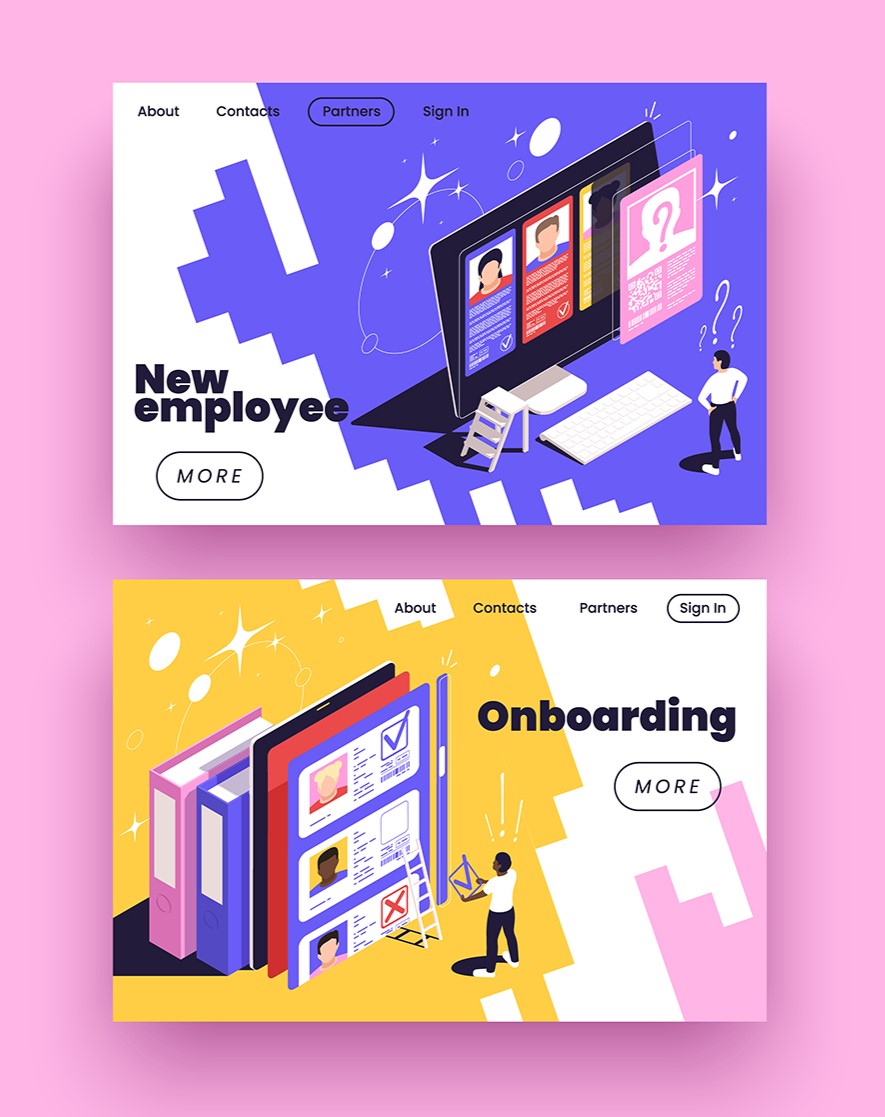 About Contacts Partners Sign In
New
employee
MORE
About Contacts Partners Sign In
Onboarding
MORE